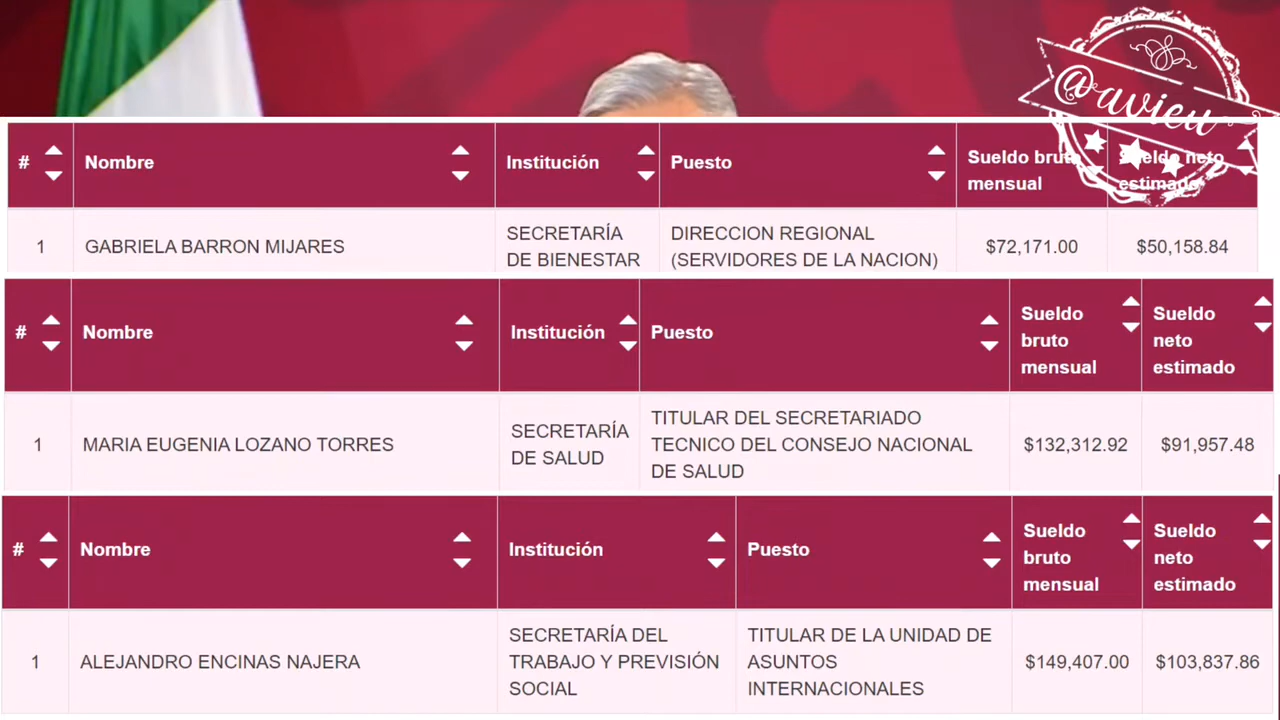 @avieu
# Nombre Institución Puesto Sueldo bruto Sueldo neto
mensual estimado
1 GABRIELA BARRON MIJARES SECRETARÍA DIRECCION REGIONAL $72,171.00 $50,158.84
DE BIENESTAR (SERVIDORES DE LA NACION)
# Nombre Institución Puesto Sueldo Sueldo
bruto neto
mensual estimado
1 MARIA EUGENIA LOZANO TORRES SECRETARÍA TITULAR DEL SECRETARIADO $132,312.92 $91,957.48
DE SALUD TECNICO DEL CONSEJO NACIONAL
DE SALUD
# Nombre Institución Puesto Sueldo Sueldo
bruto neto
mensual estimado
1 ALEJANDRO ENCINAS NAJERA SECRETARÍA DEL TITULAR DE LA UNIDAD DE $149,407.00 $103,837.86
TRABAJO Y PREVISIÓN ASUNTOS
SOCIAL INTERNACIONALES